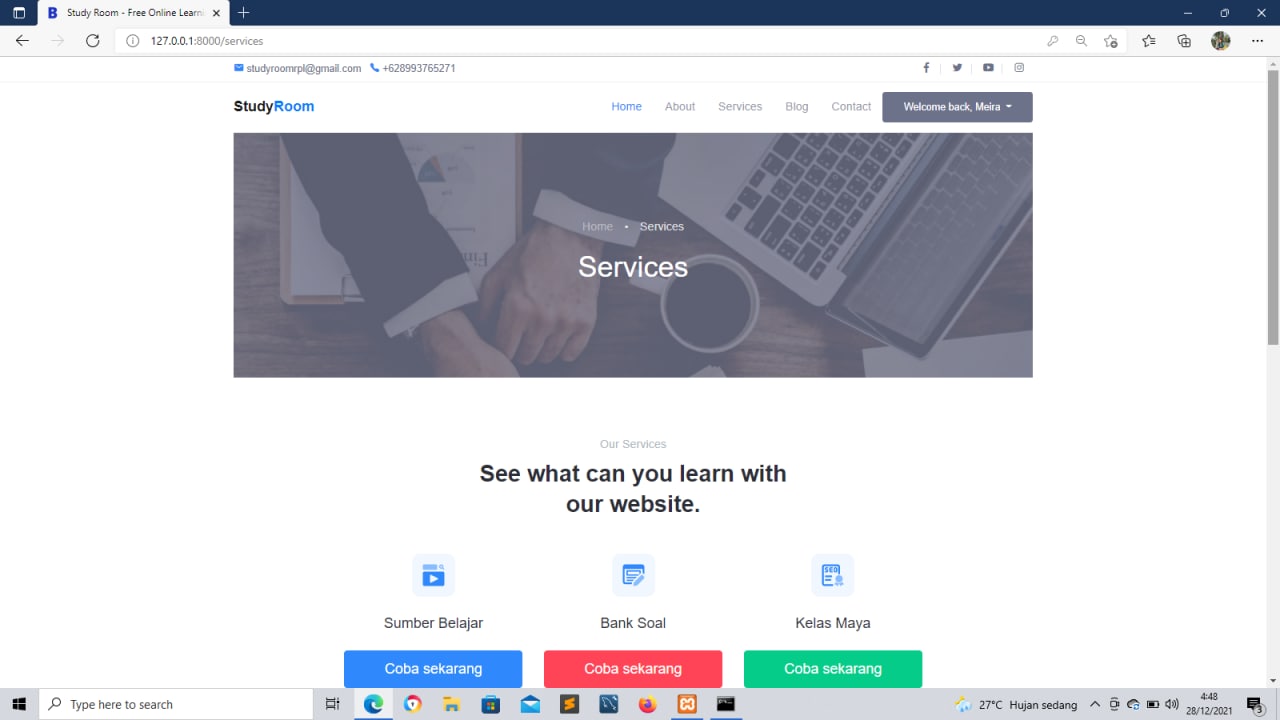 Study Room - Free Online Learni
127.0.0.1:8000/services
studyroomrpl@gmail.com +628993765271
StudyRoom
Home About Services Blog Contact Welcome back, Meira
Home • Services
Services
Our Services
See what can you learn with
our website.
SEO
Sumber Belajar Bank Soal Kelas Maya
Coba sekarang Coba sekarang Coba sekarang
Type here to search
27°C Hujan sedang
4:48
28/12/2021
3